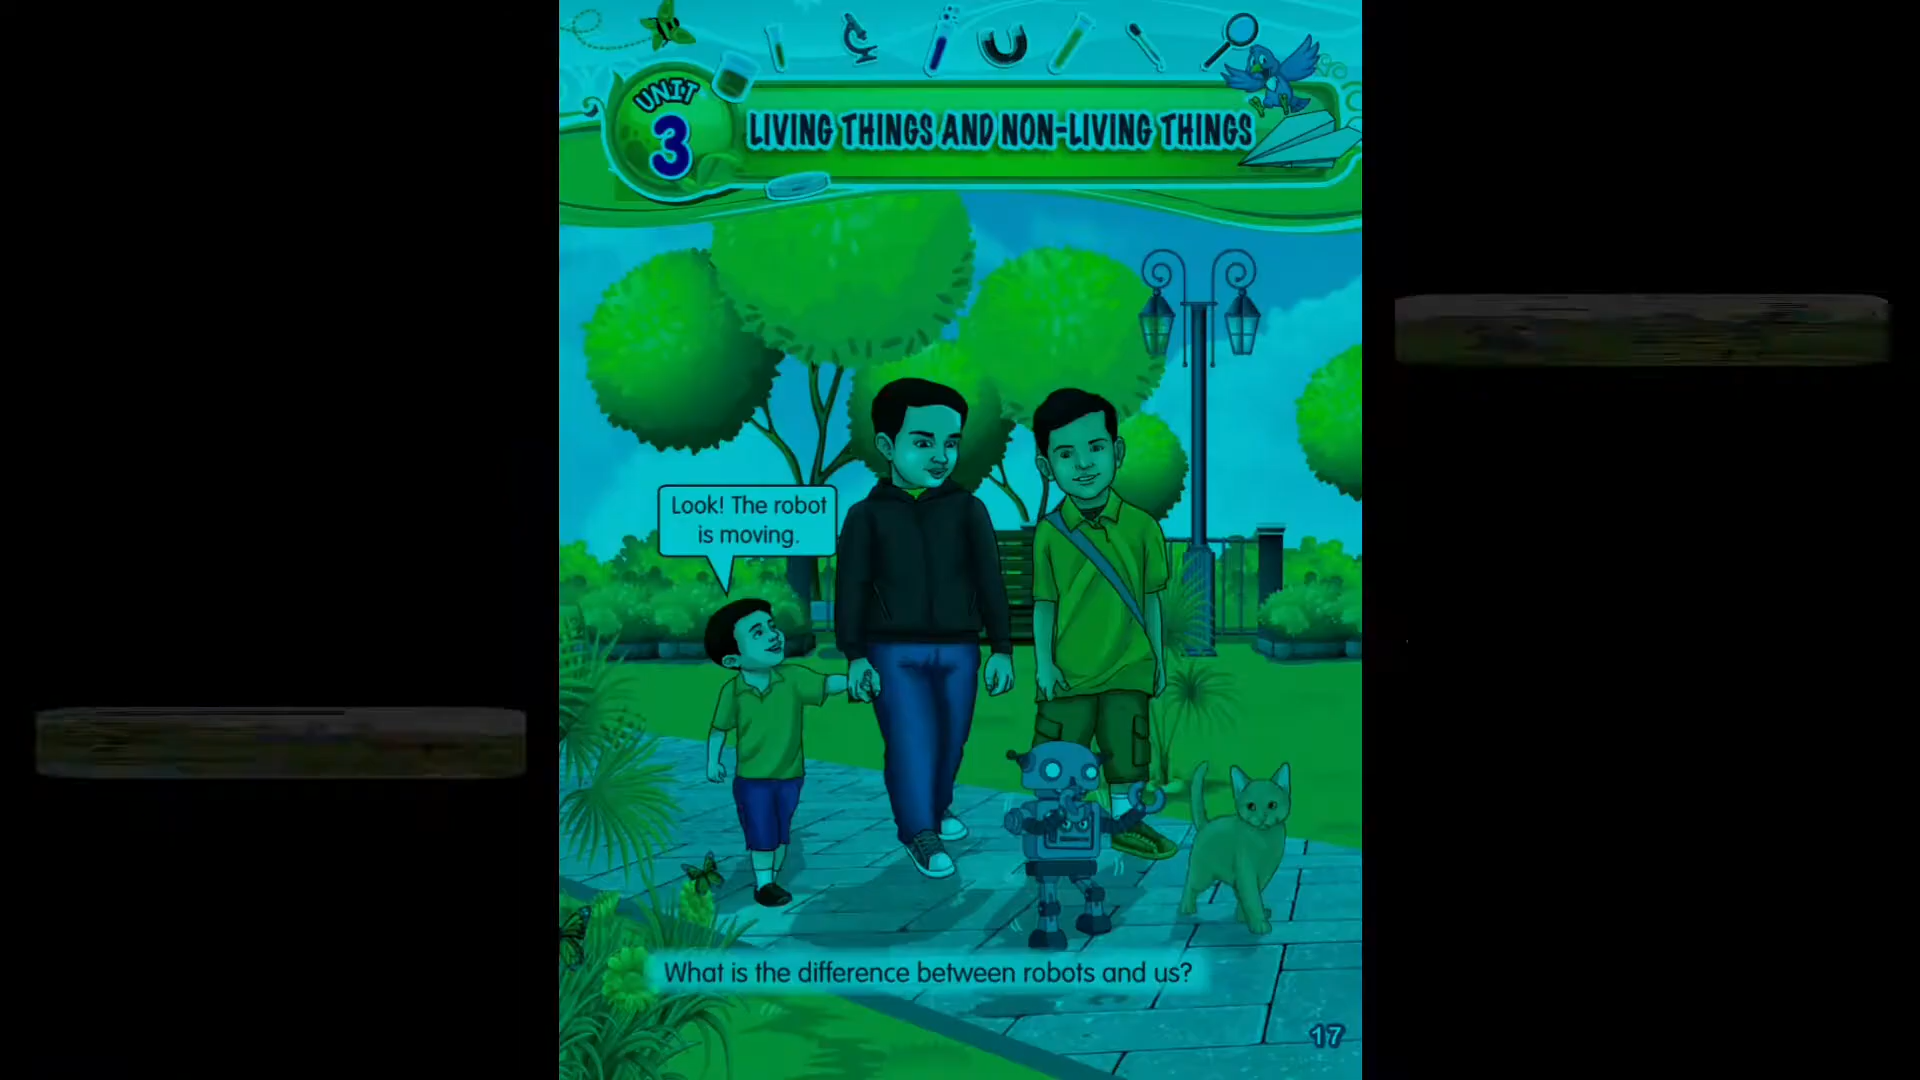 UNIT
3
LIVING THINGS AND NON-LIVING THINGS
Look! The robot
is moving.
What is the difference between robots and us?
17